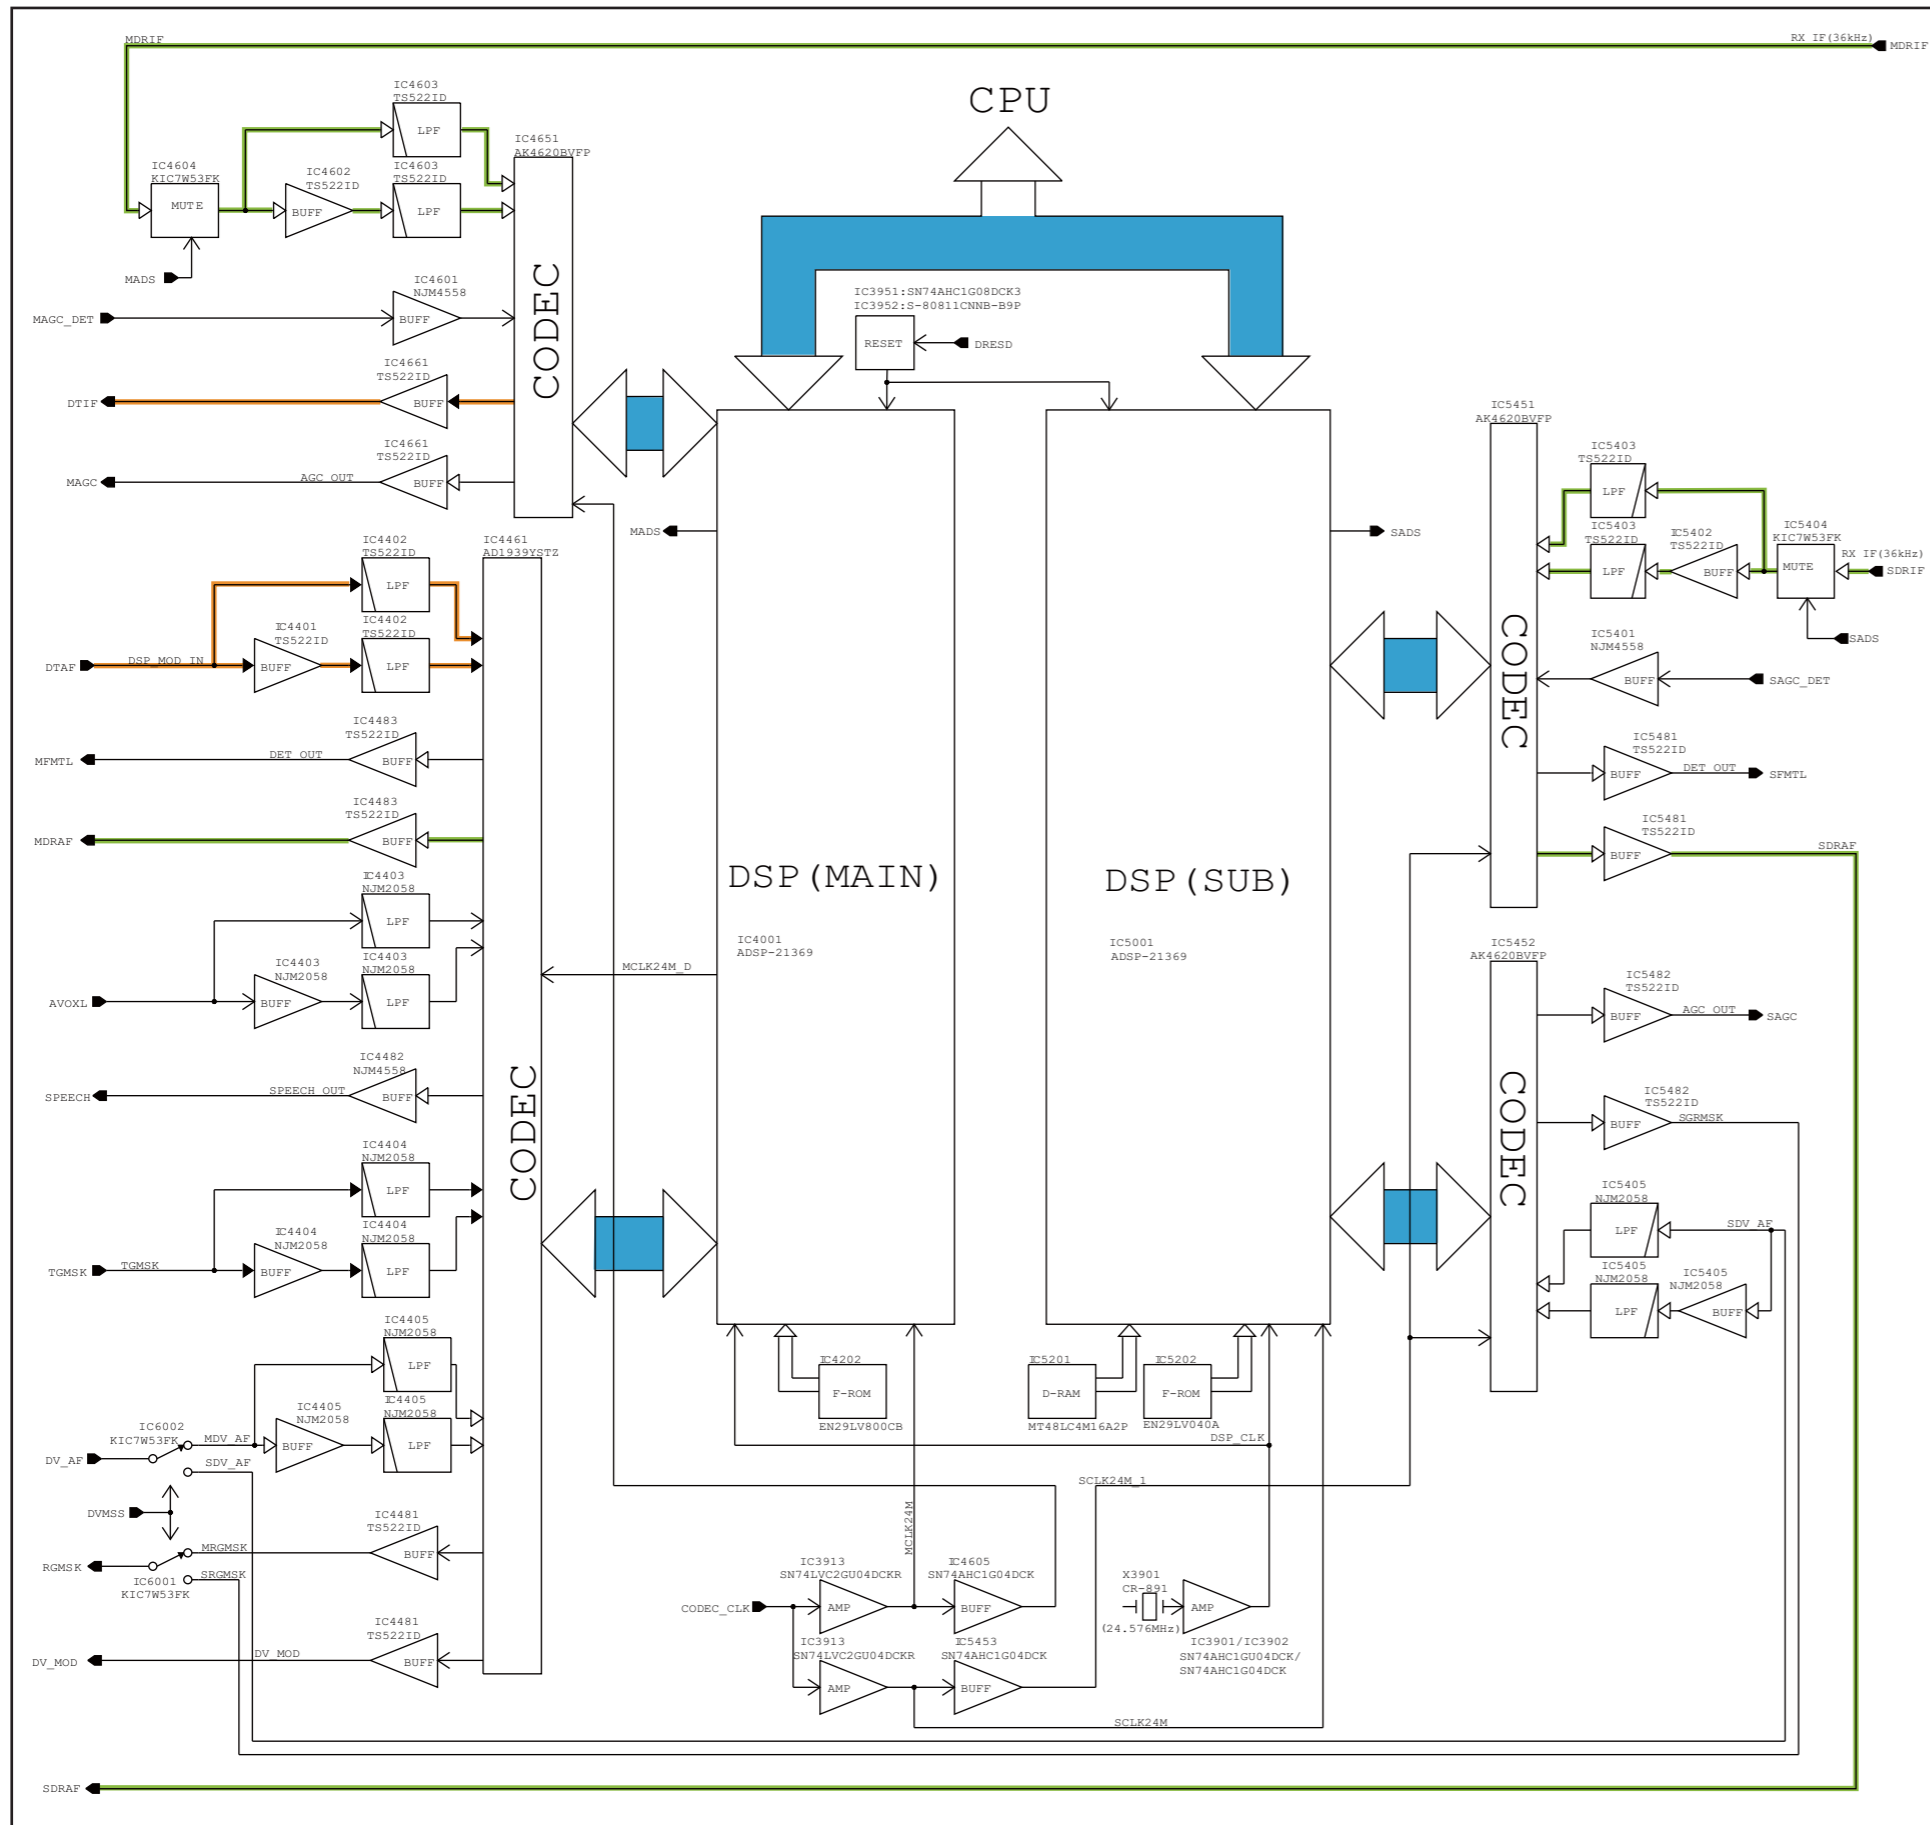 MDRIF
RX IF(36kHz)
MDRIF
IC4603
TS522ID
LPF
IC4651
AK4620BVFP
CPU
IC4604
KIC7W53FK
MUTE
IC4602
TS522ID
BUFF
IC4603
TS522ID
LPF
MADS
CODEC
IC4601
NJM4558
BUFF
MAGC_DET
IC3951:SN74AHC1G08DCK3
IC3952:S-80811CNNB-B9P
RESET
DRESD
IC4661
TS522ID
BUFF
DTIF
IC4661
TS522ID
BUFF
MAGC
AGC OUT
MADS
SADS
IC5451
AK4620BVFP
CODEC
IC5403
TS522ID
LPF
IC5403
TS522ID
LPF
IC5402
TS522ID
BUFF
IC5404
KIC7W53FK
MUTE
RX IF(36kHz)
SDRIF
SADS
IC5401
NJM4558
BUFF
SAGC_DET
IC5481
TS522ID
BUFF
DET OUT
SFMTL
IC5481
TS522ID
BUFF
SDRAF
IC4402
TS522ID
LPF
IC4461
AD1939YSTZ
CODEC
IC4401
TS522ID
BUFF
IC4402
TS522ID
LPF
DTAF
DSP_MOD_IN
IC4483
TS522ID
BUFF
MFMTL
DET OUT
IC4483
TS522ID
BUFF
MDRAF
DSP(MAIN)
DSP(SUB)
IC4001
ADSP-21369
IC5001
ADSP-21369
IC4403
NJM2058
LPF
IC4403
NJM2058
BUFF
IC4403
NJM2058
LPF
AVOXL
MCLK24M_D
IC5452
AK4620BVFP
CODEC
IC5482
TS522ID
BUFF
AGC OUT
SAGC
IC4482
NJM4558
BUFF
SPEECH
SPEECH OUT
IC5482
TS522ID
BUFF
SGRMSK
IC4404
NJM2058
LPF
IC4404
NJM2058
BUFF
IC4404
NJM2058
LPF
TGMSK
TGMSK
IC5405
NJM2058
LPF
SDV_AF
IC5405
NJM2058
LPF
IC5405
NJM2058
BUFF
IC4405
NJM2058
LPF
IC4405
NJM2058
BUFF
IC4405
NJM2058
LPF
IC6002
KIC7W53FK
MDV_AF
DV_AF
SDV_AF
DVMSS
IC4202
F-ROM
EN29LV800CB
IC5201
D-RAM
MT48LC4M16A2P
IC5202
F-ROM
EN29LV040A
DSP_CLK
SCLK24M_1
MCLK24M
IC4481
TS522ID
BUFF
MRGMSK
RGMSK
SRGMSK
IC6001
KIC7W53FK
IC3913
SN74LVC2GU04DCKR
AMP
IC4605
SN74AHC1G04DCK
BUFF
X3901
CR-891
(24.576MHz)
AMP
IC3901/IC3902
SN74AHC1GU04DCK/
SN74AHC1G04DCK
CODEC_CLK
IC3913
SN74LVC2GU04DCKR
AMP
IC5453
SN74AHC1G04DCK
BUFF
SCLK24M
IC4481
TS522ID
BUFF
DV_MOD
DV_MOD
SDRAF